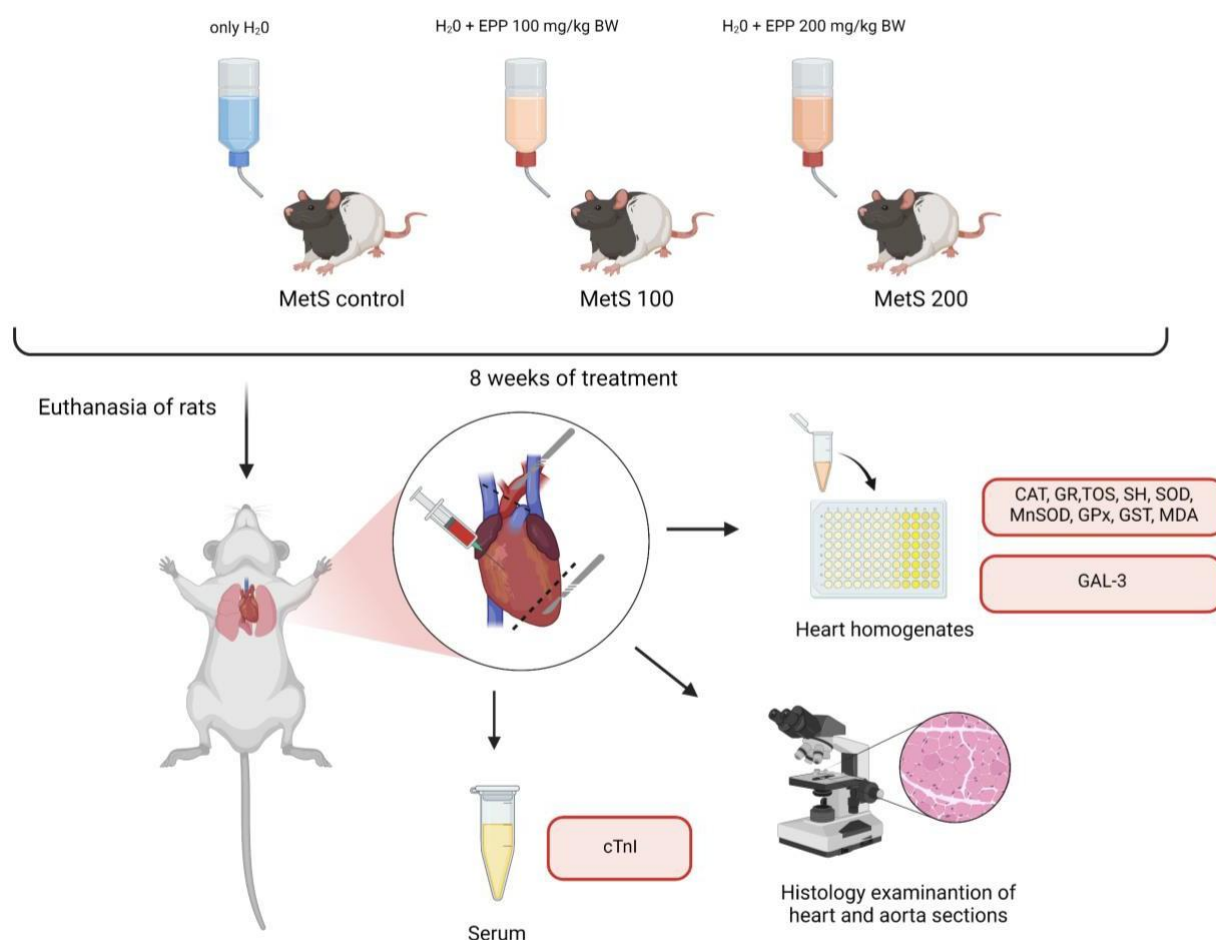 only H₂0
H₂0 + EPP 100 mg/kg BW
H₂0 + EPP 200 mg/kg BW
MetS control
MetS 100
MetS 200
8 weeks of treatment
Euthanasia of rats
CAT, GR,TOS, SH, SOD,
MnSOD, GPx, GST, MDA
GAL-3
Heart homogenates
cTnI
Serum
Histology examinantion of
heart and aorta sections